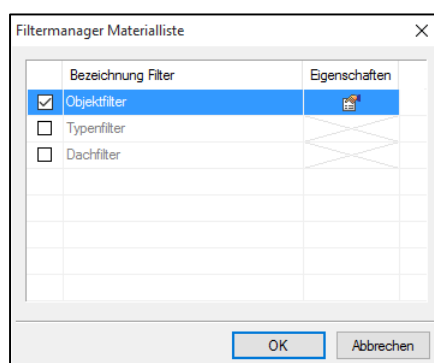 Filtermanager Materialliste
Bezeichnung Filter Eigenschaften
Objektfilter
Typenfilter
Dachfilter
OK Abbrechen